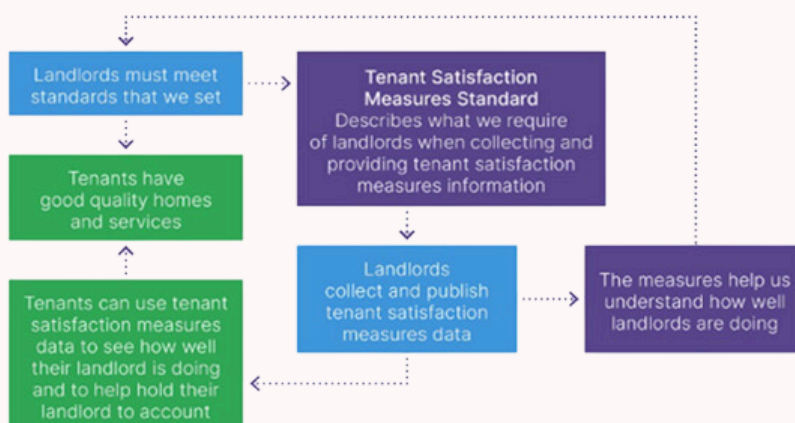 Landlords must meet
standards that we set
Tenant Satisfaction
Measures Standard
Describes what we require
of landlords when collecting and
providing tenant satisfaction
measures information
Tenants have
good quality homes
and services
Landlords
collect and publish
tenant satisfaction
measures data
The measures help us
understand how well
landlords are doing
Tenants can use tenant
satisfaction measures
data to see how well
their landlord is doing
and to help hold their
landlord to account